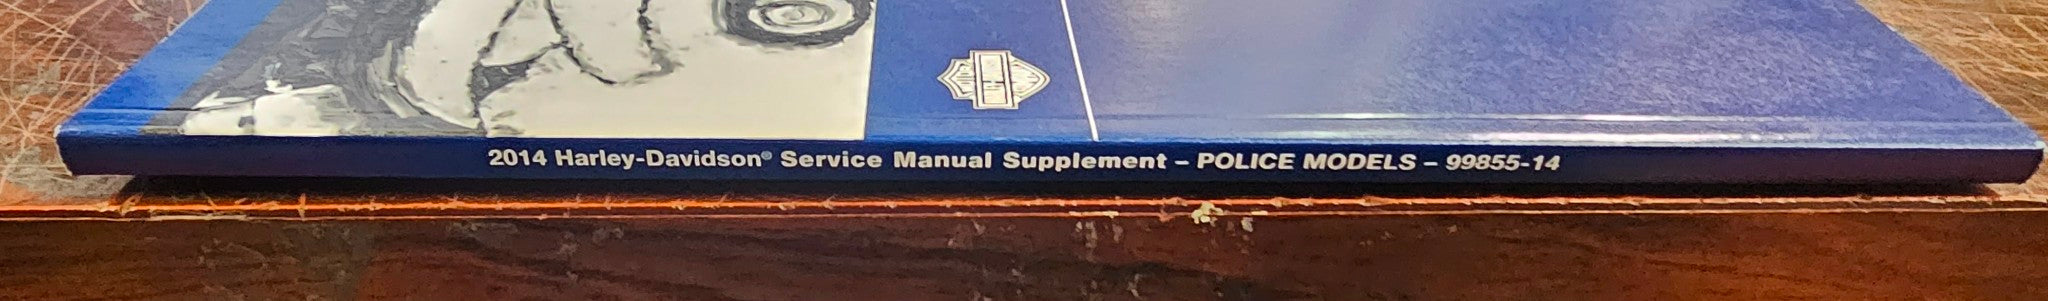 2014 Harley-Davidson® Service Manual Supplement – POLICE MODELS – 99855-14